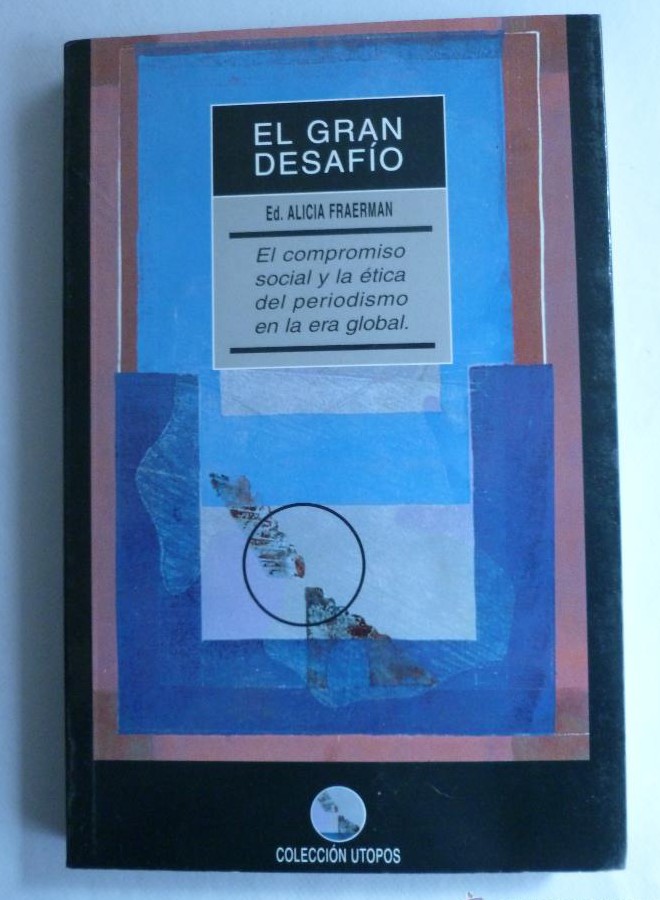 EL GRAN
DESAFÍO
Ed. ALICIA FRAERMAN
El compromiso
social y la ética
del periodismo
en la era global.
COLECCIÓN UTOPOS